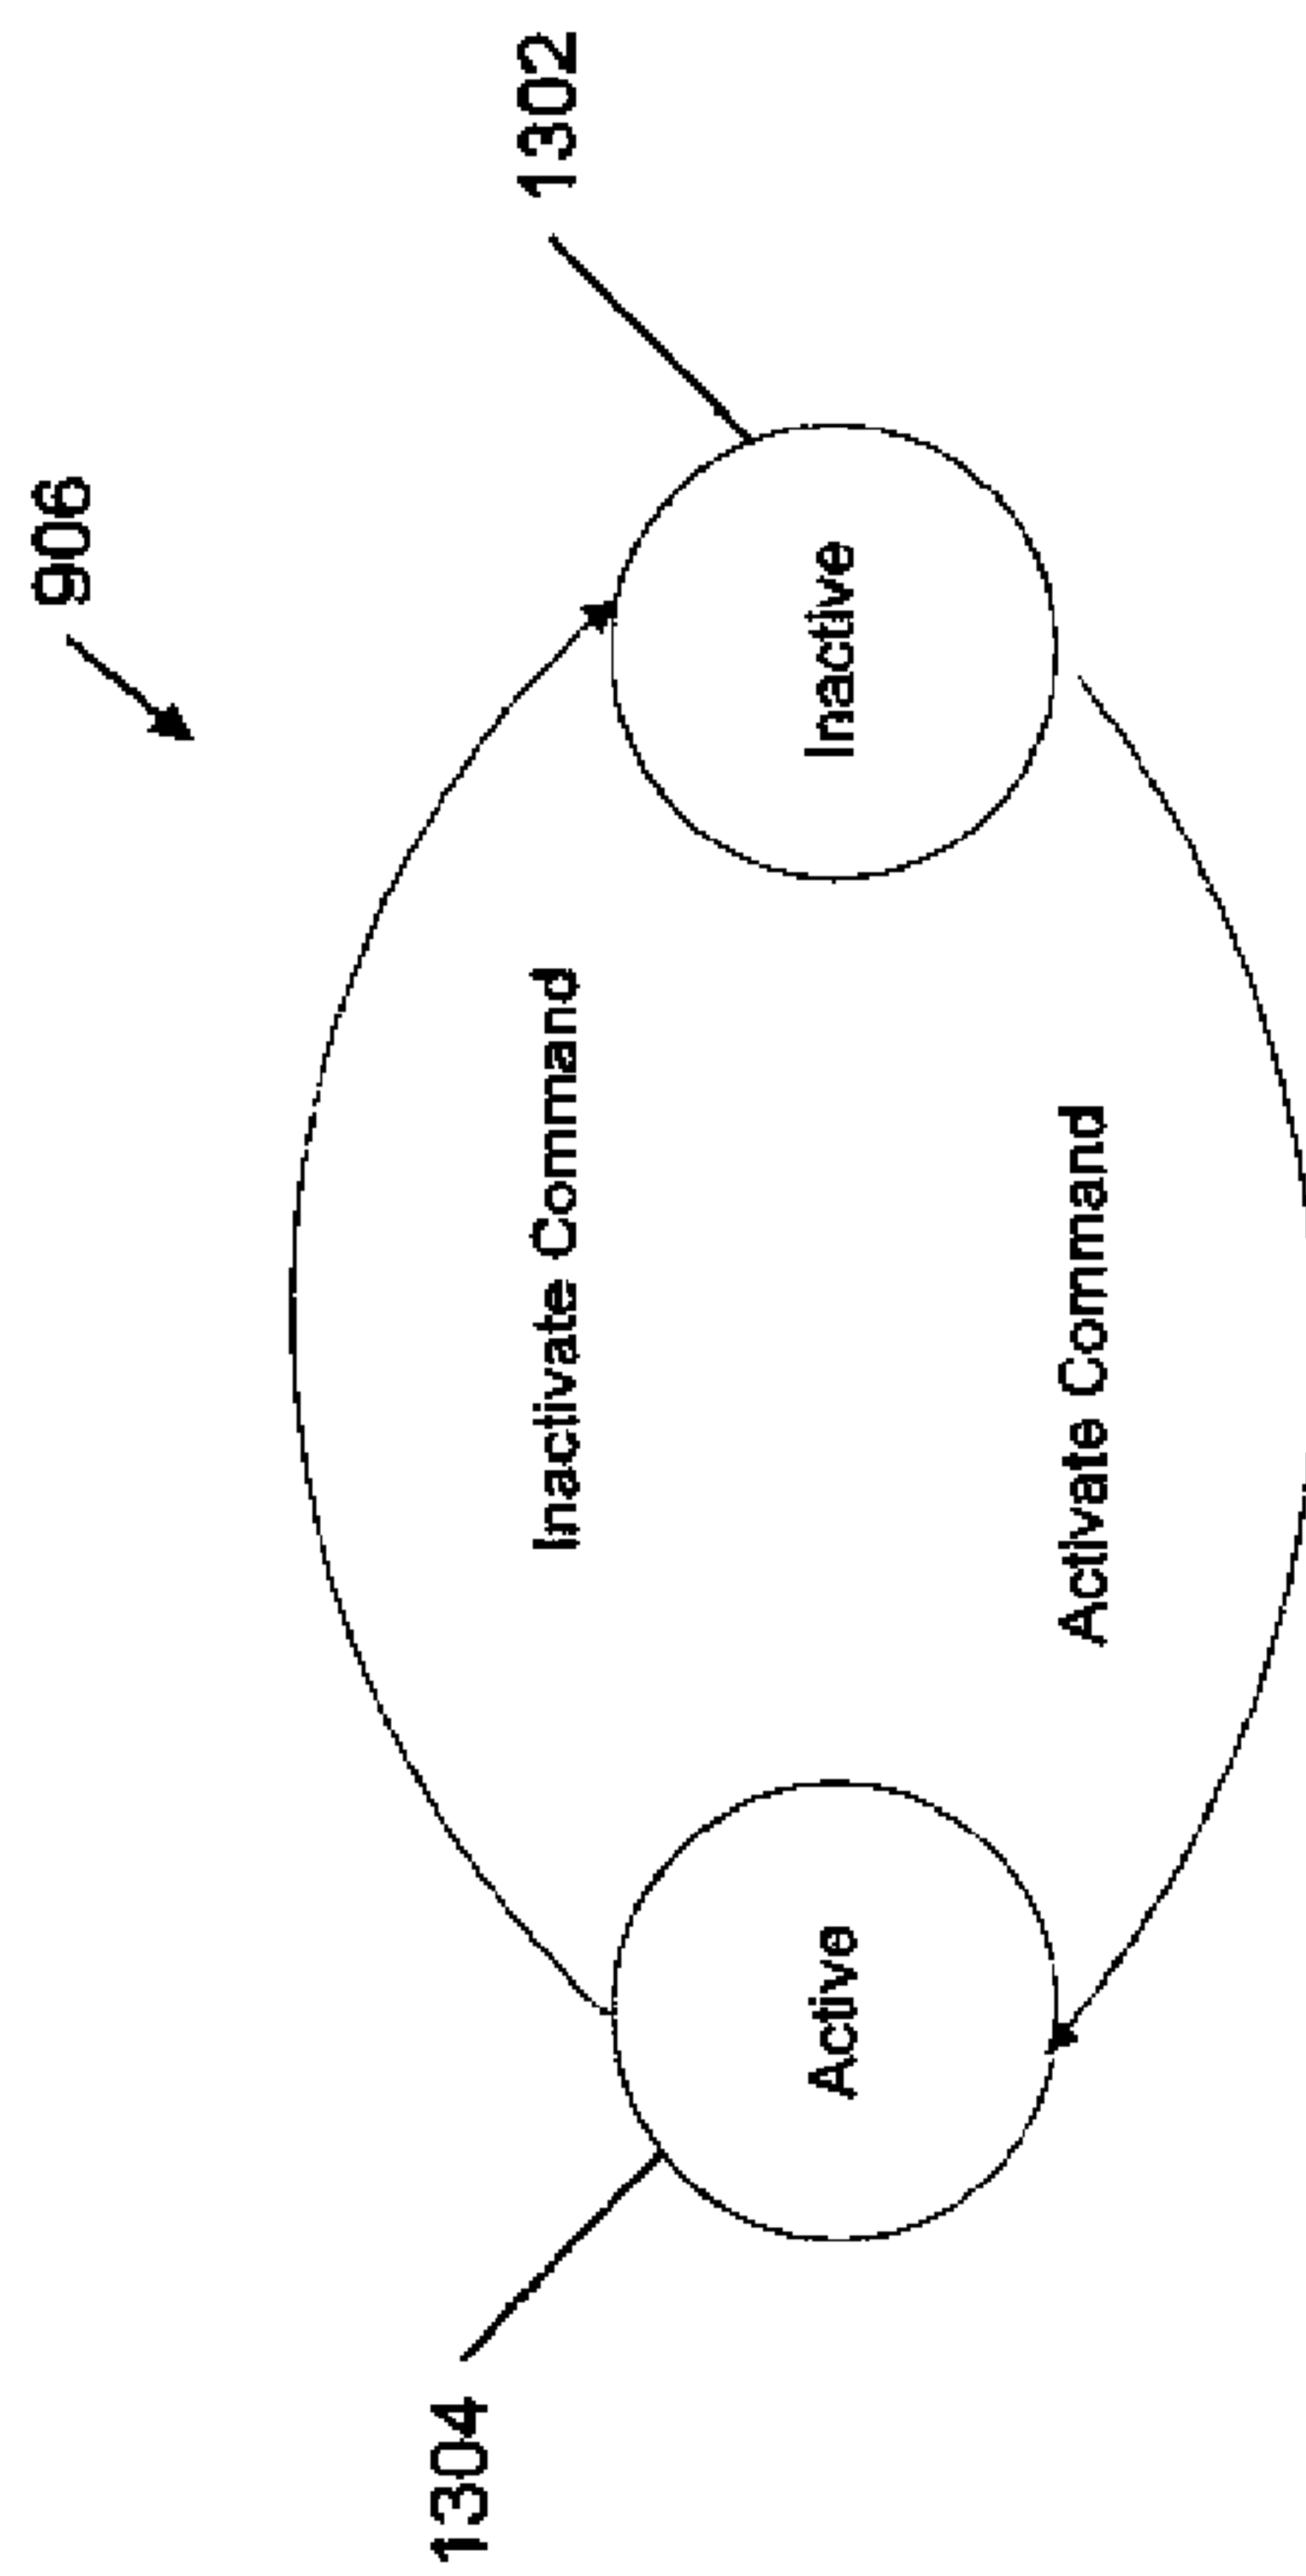 906
1302
1304
Inactivate Command
Active
Inactive
Activate Command